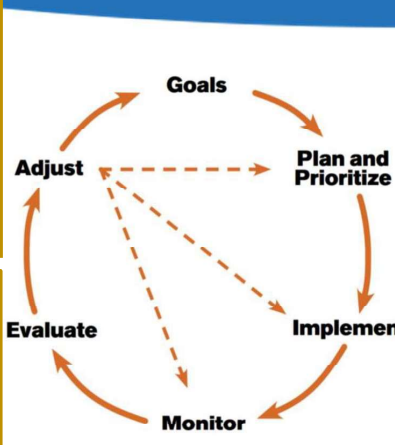 Goals
Adjust
Plan and
Prioritize
Evaluate
Implemen
Monitor